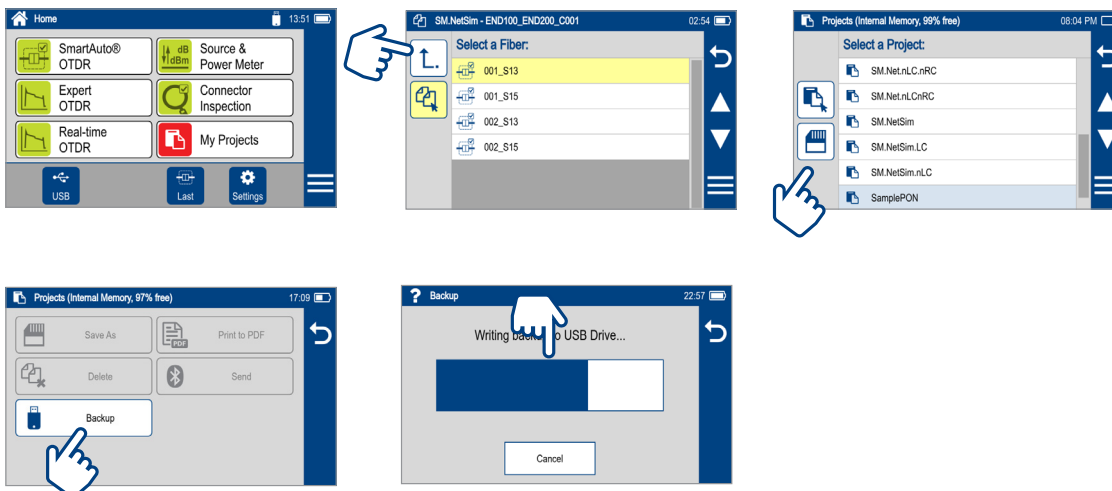 Home
13:51
SmartAuto®
OTDR
Source &
Power Meter
dB
dBm
Expert
OTDR
Connector
Inspection
Real-time
OTDR
My Projects
USB
Last
Settings
SM.NetSim - END100_END200_C001
02:54
Select a Fiber:
001_S13
001_S15
002_S13
002_S15
Projects (Internal Memory, 99% free)
08:04 PM
Select a Project:
SM.Net.nLC.nRC
SM.Net.nLCnRC
SM.NetSim
SM.NetSim.LC
SM.NetSim.nLC
SamplePON
Projects (Internal Memory, 97% free)
17:09
Save As
Print to PDF
PDF
Delete
Send
Backup
? Backup
22:57
Writing o USB Drive...
Cancel